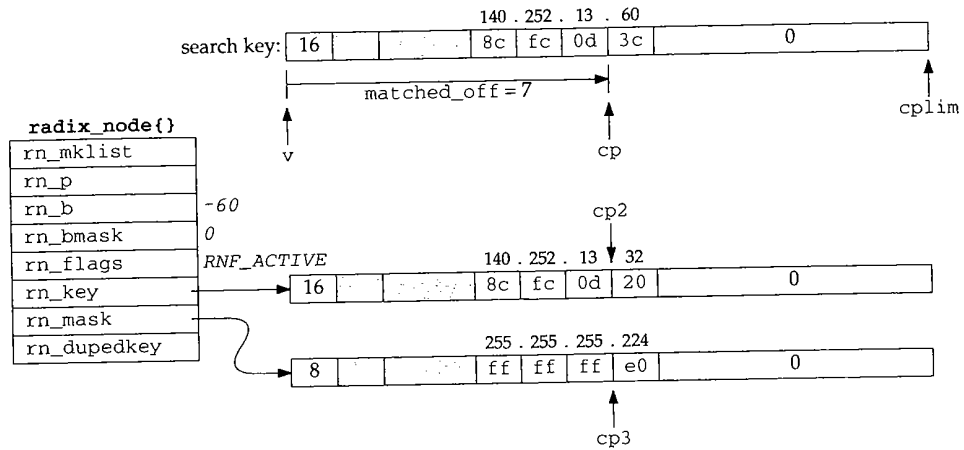 140 . 252 . 13 . 60
search key: 16 8c fc 0d 3c 0
matched_off = 7
v cp cplim
radix_node{}
rn_mklist
rn_p
rn_b -60
rn_bmask 0
rn_flags RNF_ACTIVE
rn_key
rn_mask
rn_dupedkey
cp2
140 . 252 . 13 . 32
16 8c fc 0d 20 0
255 . 255 . 255 . 224
8 ff ff ff e0 0
cp3